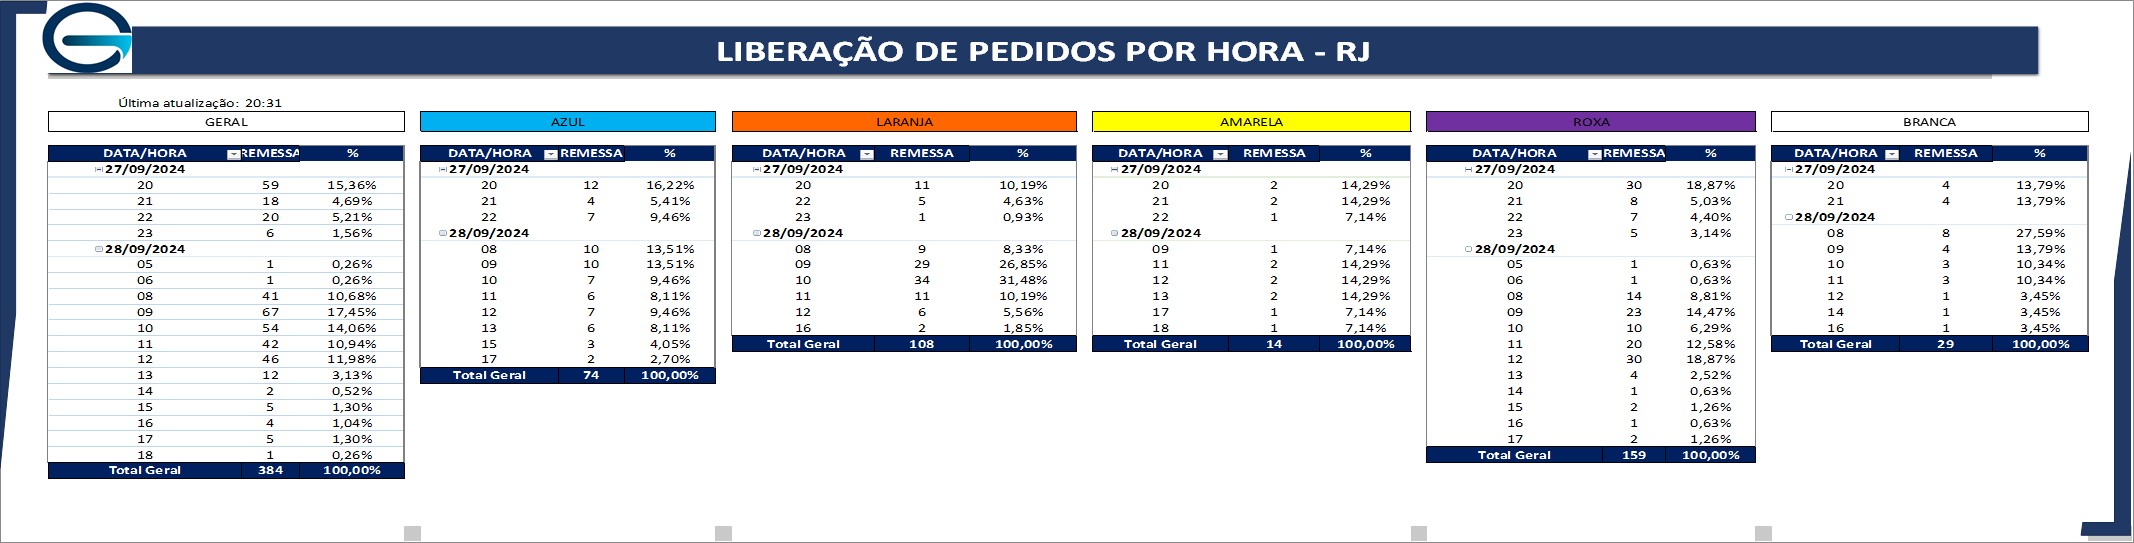 LIBERAÇÃO DE PEDIDOS POR HORA - RJ
Última atualização: 20:31
GERAL
DATA/HORA REMESSA %
27/09/2024
20 59 15,36%
21 18 4,69%
22 20 5,21%
23 6 1,56%
28/09/2024
05 1 0,26%
06 1 0,26%
08 41 10,68%
09 67 17,45%
10 54 14,06%
11 42 10,94%
12 46 11,98%
13 12 3,13%
14 2 0,52%
15 5 1,30%
16 4 1,04%
17 5 1,30%
18 1 0,26%
Total Geral 384 100,00%
AZUL
DATA/HORA REMESSA %
27/09/2024
20 12 16,22%
21 4 5,41%
22 7 9,46%
28/09/2024
08 10 13,51%
09 10 13,51%
10 7 9,46%
11 6 8,11%
12 7 9,46%
13 6 8,11%
15 3 4,05%
17 2 2,70%
Total Geral 74 100,00%
LARANJA
DATA/HORA REMESSA %
27/09/2024
20 11 10,19%
22 5 4,63%
23 1 0,93%
28/09/2024
08 9 8,33%
09 29 26,85%
10 34 31,48%
11 11 10,19%
12 6 5,56%
16 2 1,85%
Total Geral 108 100,00%
AMARELA
DATA/HORA REMESSA %
27/09/2024
20 2 14,29%
21 2 14,29%
22 1 7,14%
28/09/2024
09 1 7,14%
11 2 14,29%
12 2 14,29%
13 2 14,29%
17 1 7,14%
18 1 7,14%
Total Geral 14 100,00%
ROXA
DATA/HORA REMESSA %
27/09/2024
20 30 18,87%
21 8 5,03%
22 7 4,40%
23 5 3,14%
28/09/2024
05 1 0,63%
06 1 0,63%
08 14 8,81%
09 23 14,47%
10 10 6,29%
11 20 12,58%
12 30 18,87%
13 4 2,52%
14 1 0,63%
15 2 1,26%
16 1 0,63%
17 2 1,26%
Total Geral 159 100,00%
BRANCA
DATA/HORA REMESSA %
27/09/2024
20 4 13,79%
21 4 13,79%
28/09/2024
08 8 27,59%
09 4 13,79%
10 3 10,34%
11 3 10,34%
12 1 3,45%
14 1 3,45%
16 1 3,45%
Total Geral 29 100,00%